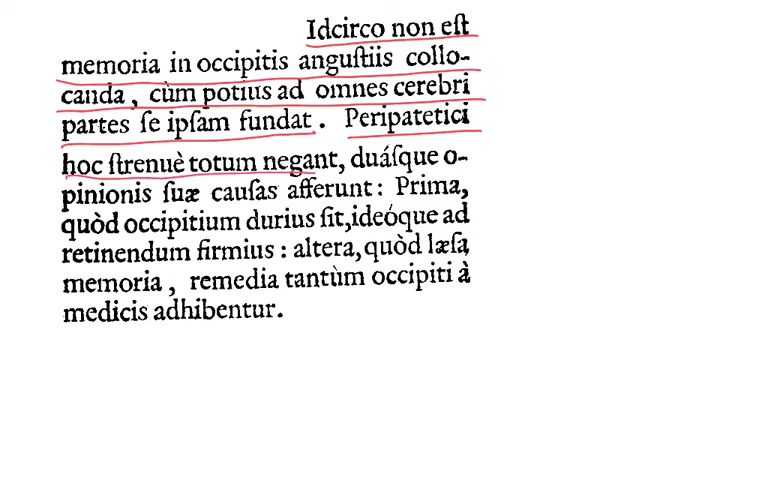 Idcirco non eſt
memoria in occipitis anguſtiis collo-
canda, cùm potius ad omnes cerebri
partes ſe ipſam fundat. Peripatetici
hoc ſtrenuè totum negant, duáſque o-
pinionis ſuæ cauſas afferunt: Prima,
quòd occipitium durius ſit, ideóque ad
retinendum firmius: altera, quòd læſa
memoria, remedia tantùm occipiti à
medicis adhibentur.